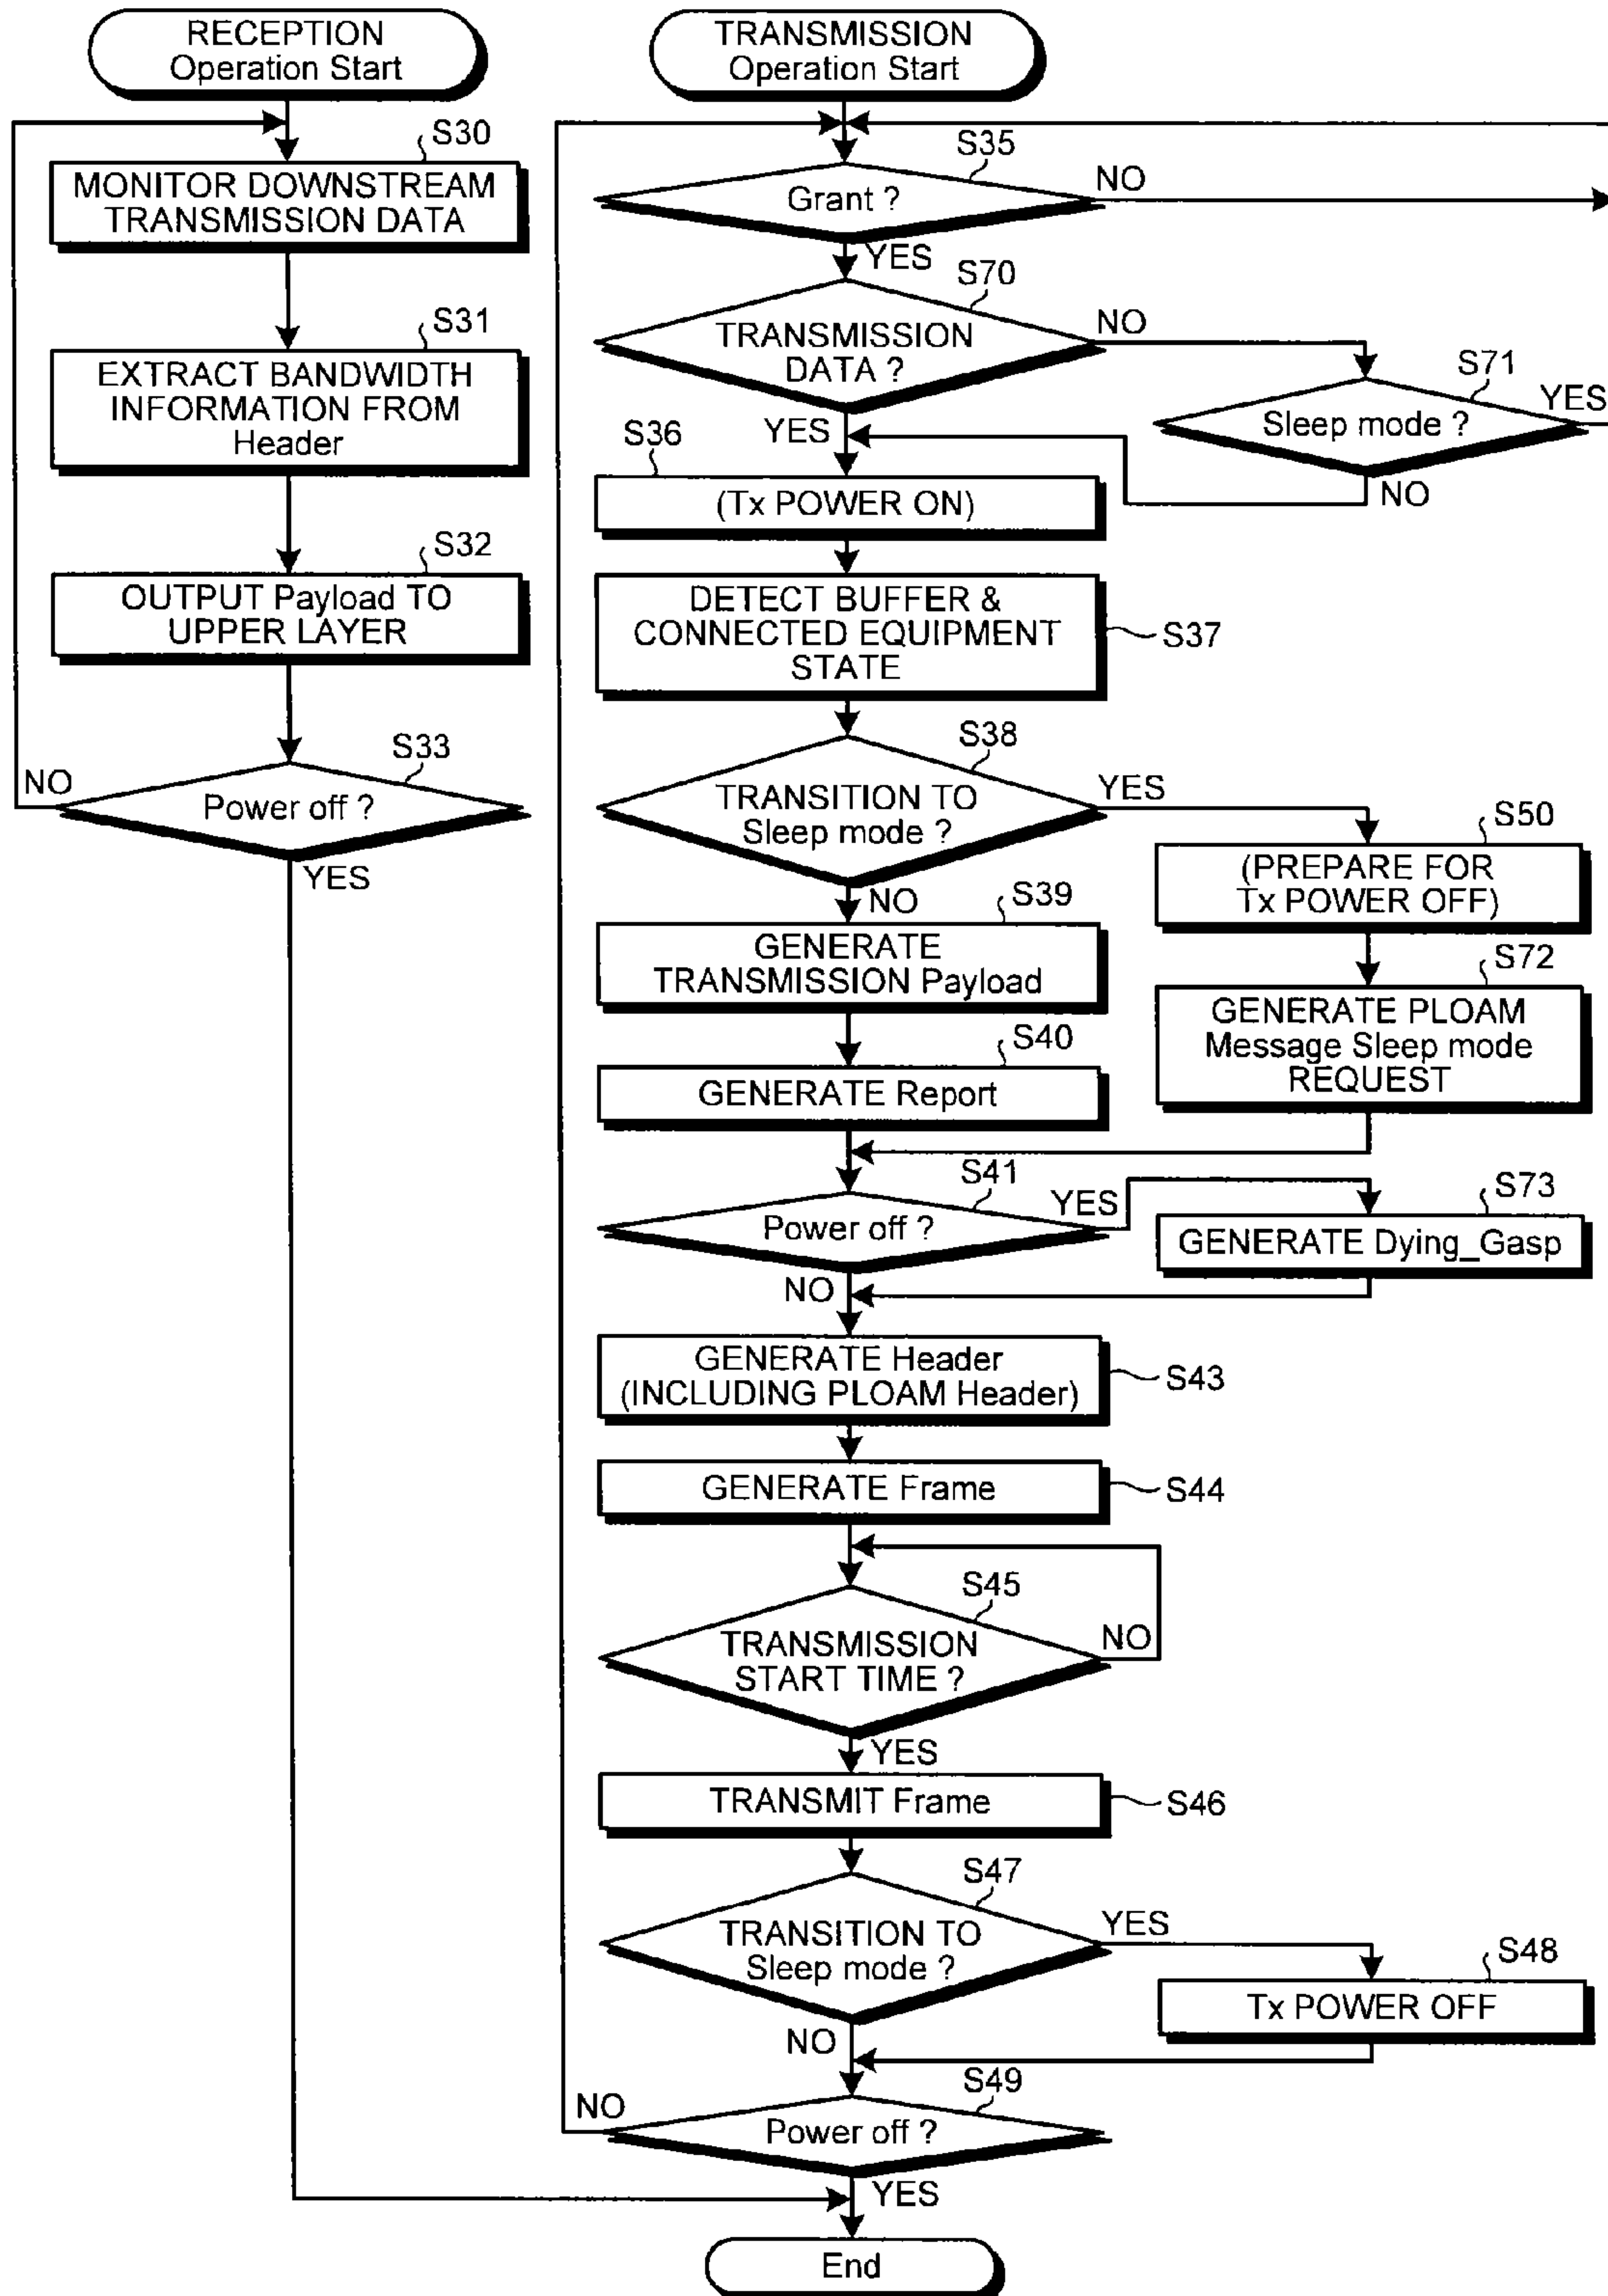 RECEPTION
Operation Start
S30
MONITOR DOWNSTREAM
TRANSMISSION DATA
S31
EXTRACT BANDWIDTH
INFORMATION FROM
Header
S32
OUTPUT Payload TO
UPPER LAYER
S33
Power off ?
NO
YES
TRANSMISSION
Operation Start
S35
Grant ?
NO
YES
S70
TRANSMISSION
DATA ?
NO
YES
S71
Sleep mode ?
YES
NO
S36
(Tx POWER ON)
DETECT BUFFER &
CONNECTED EQUIPMENT
STATE
S37
S38
TRANSITION TO
Sleep mode ?
YES
NO
S50
(PREPARE FOR
Tx POWER OFF)
S72
GENERATE PLOAM
Message Sleep mode
REQUEST
S39
GENERATE
TRANSMISSION Payload
S40
GENERATE Report
S41
Power off ?
YES
NO
S73
GENERATE Dying_Gasp
GENERATE Header
(INCLUDING PLOAM Header)
S43
GENERATE Frame
S44
S45
TRANSMISSION
START TIME ?
NO
YES
TRANSMIT Frame
S46
S47
TRANSITION TO
Sleep mode ?
YES
NO
S48
Tx POWER OFF
S49
Power off ?
NO
YES
End